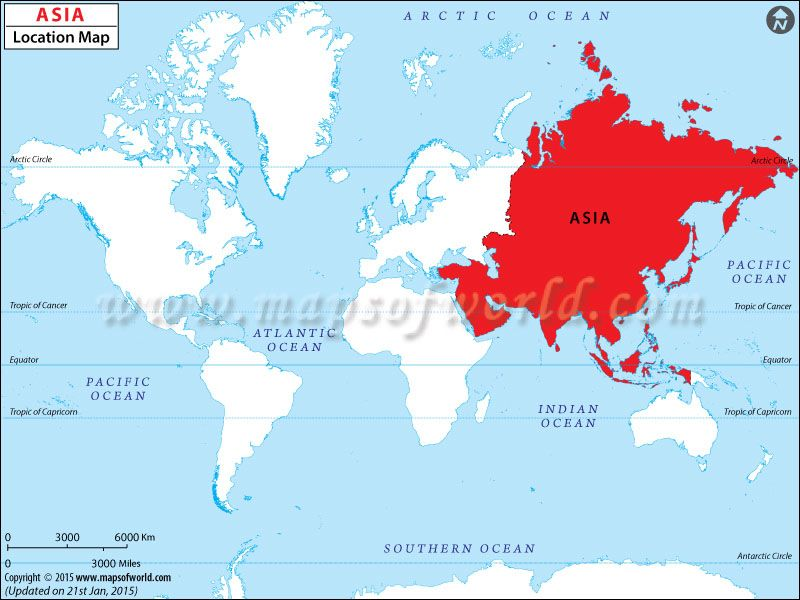 ASIA
Location Map
ARCTIC OCEAN
N
Arctic Circle
Arctic Circle
ASIA
PACIFIC
OCEAN
Tropic of Cancer
Tropic of Cancer
www.mapsofworld.com
ATLANTIC
OCEAN
Equator
Equator
PACIFIC
OCEAN
INDIAN
OCEAN
Tropic of Capricorn
Tropic of Capricorn
0 3000 6000 Km
0 3000 Miles
SOUTHERN OCEAN
Antarctic Circle
Copyright © 2015 www.mapsofworld.com
(Updated on 21st Jan, 2015)